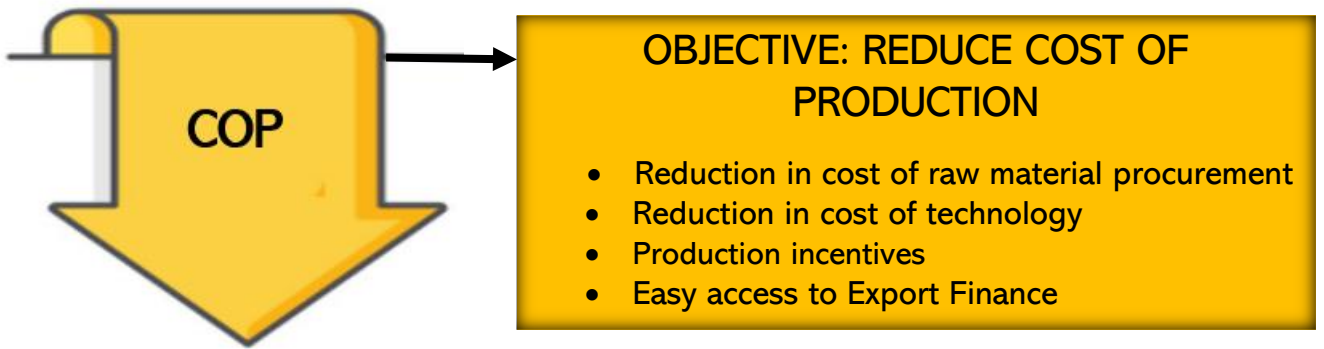 COP
OBJECTIVE: REDUCE COST OF
PRODUCTION
• Reduction in cost of raw material procurement
• Reduction in cost of technology
• Production incentives
• Easy access to Export Finance